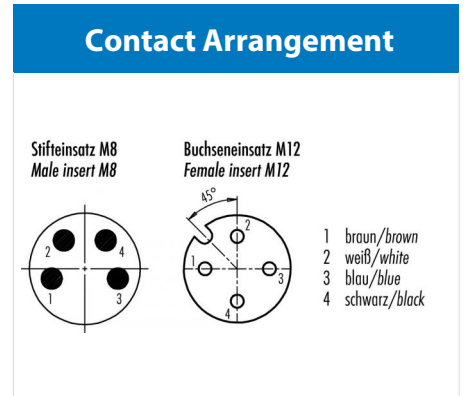 Contact Arrangement
Stifteinsatz M8
Male insert M8
Buchseneinsatz M12
Female insert M12
45°
2
4
1
3
2
1
3
4
1 braun/brown
2 weiß/white
3 blau/blue
4 schwarz/black